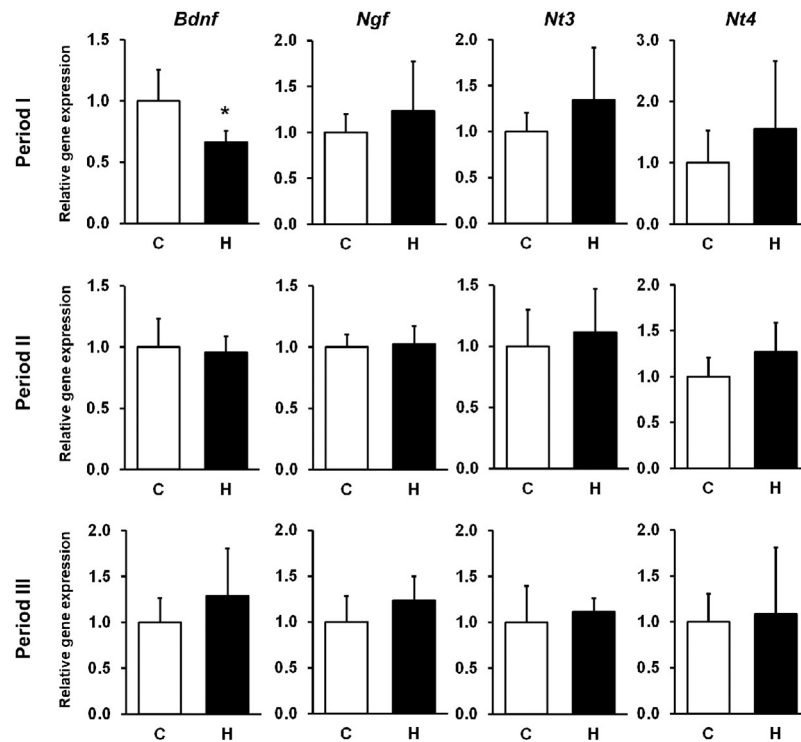 Bdnf Ngf Nt3 Nt4
Period I
Relative gene expression
1.5 1.0 0.5 0.0
*
C H
2.0 1.5 1.0 0.5 0.0
C H
2.0 1.5 1.0 0.5 0.0
C H
3.0 2.0 1.0 0.0
C H
Period II
Relative gene expression
1.5 1.0 0.5 0.0
C H
1.5 1.0 0.5 0.0
C H
1.5 1.0 0.5 0.0
C H
2.0 1.5 1.0 0.5 0.0
C H
Period III
Relative gene expression
2.0 1.5 1.0 0.5 0.0
C H
2.0 1.5 1.0 0.5 0.0
C H
2.0 1.5 1.0 0.5 0.0
C H
2.0 1.5 1.0 0.5 0.0
C H